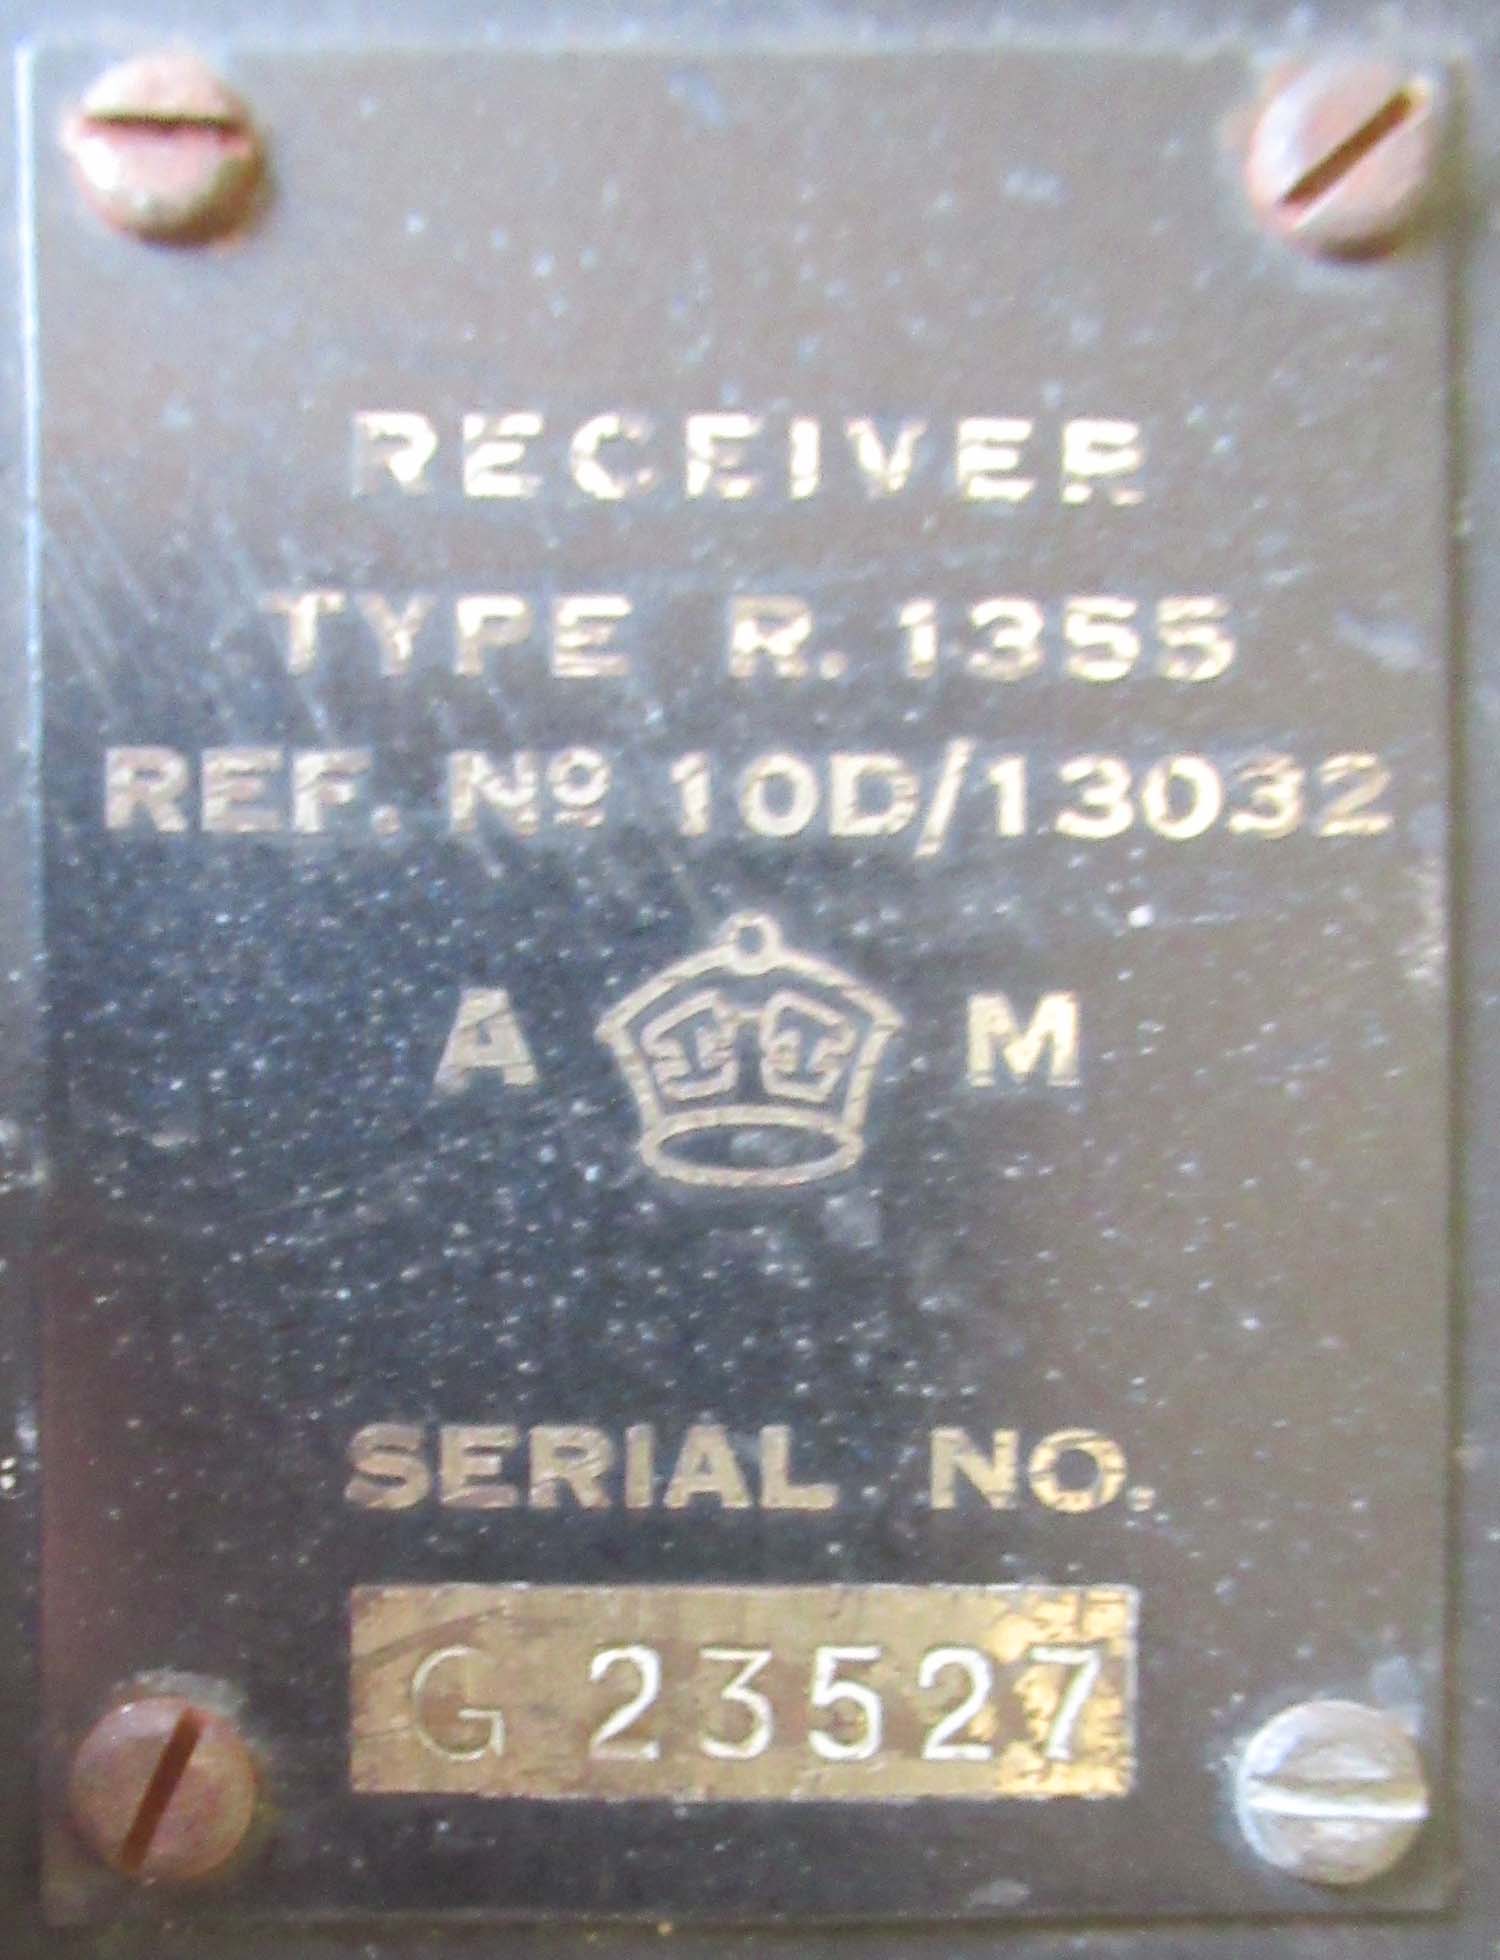 RECEIVER
TYPE R. 1355
REF. Nº 10D/13032
A M
SERIAL NO.
G 23527